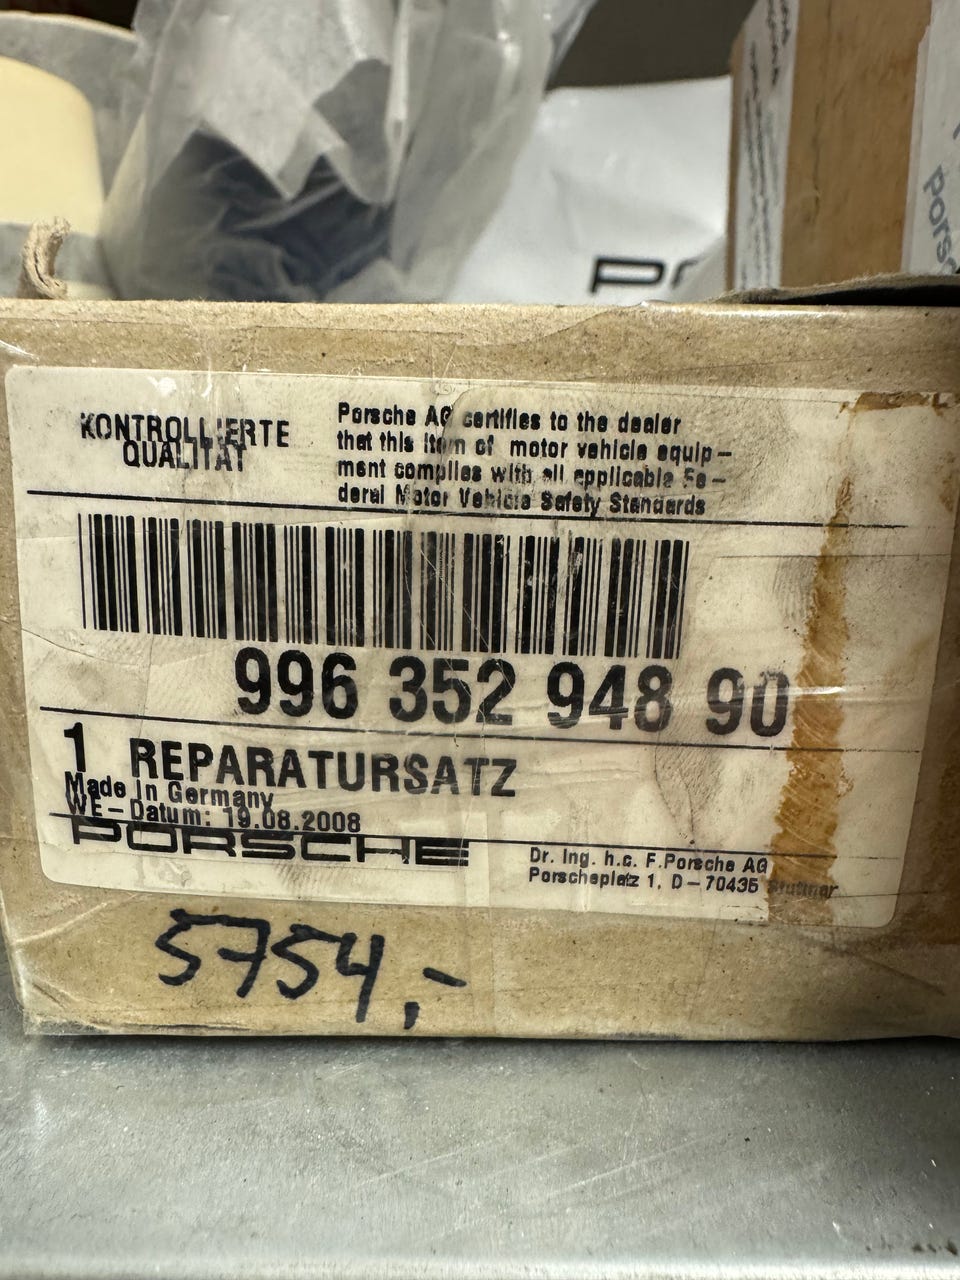 KONTROLLIERTE
QUALITAT
Porsche AG certifies to the dealer
that this item of motor vehicle equip-
ment complies with all applicable Fe-
deral Motor Vehicle Safety Standards
996 352 948 90
1 REPARATURSATZ
Made in Germany
WE-Datum: 19.08.2008
PORSCHE
Dr. Ing. h.c. F.Porsche AG
Porscheplatz 1, D-70435 Stuttgar
5754,-
Porsc